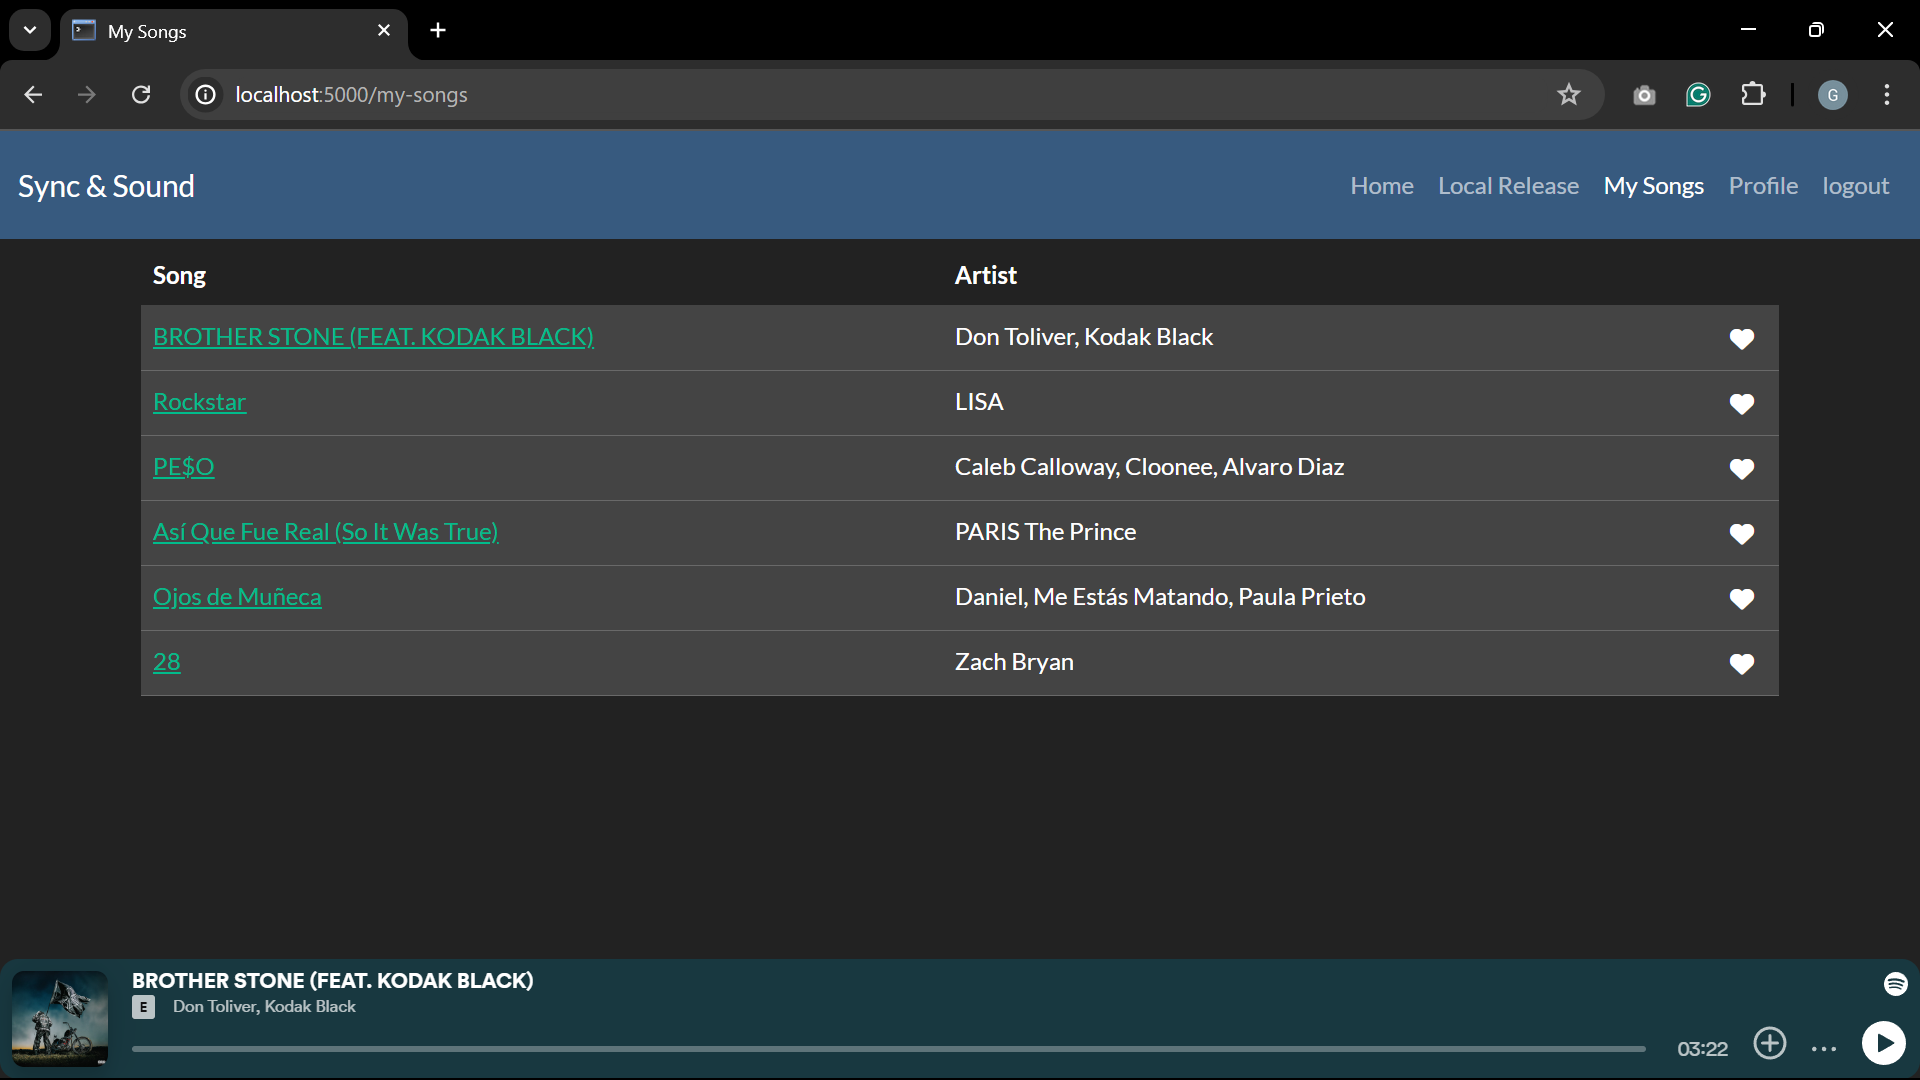 My Songs
localhost:5000/my-songs
G
Sync & Sound
Home Local Release My Songs Profile logout
Song Artist
BROTHER STONE (FEAT. KODAK BLACK) Don Toliver, Kodak Black
Rockstar LISA
PE$O Caleb Calloway, Cloonee, Alvaro Diaz
Así Que Fue Real (So It Was True) PARIS The Prince
Ojos de Muñeca Daniel, Me Estás Matando, Paula Prieto
28 Zach Bryan
BROTHER STONE (FEAT. KODAK BLACK)
E Don Toliver, Kodak Black
03:22